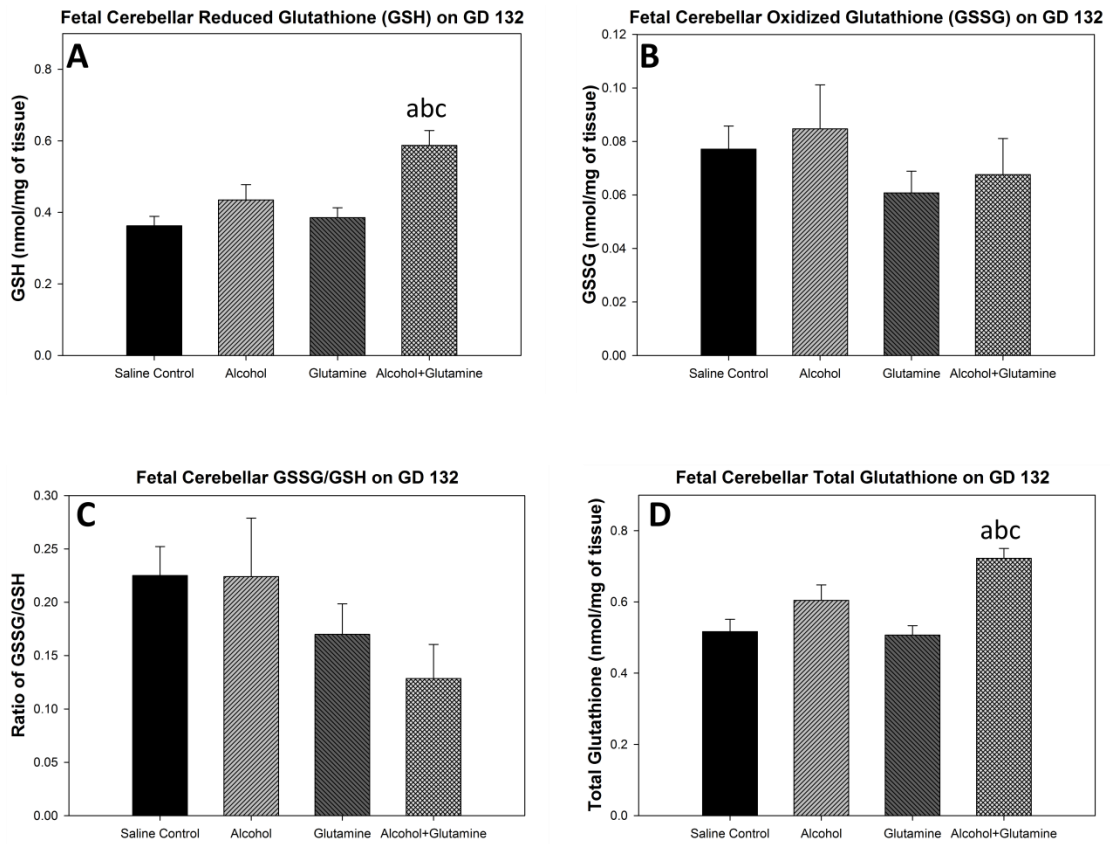 Fetal Cerebellar Reduced Glutathione (GSH) on GD 132
A
abc
GSH (nmol/mg of tissue)
0.8
0.6
0.4
0.2
0.0
Saline Control Alcohol Glutamine Alcohol+Glutamine
Fetal Cerebellar Oxidized Glutathione (GSSG) on GD 132
B
GSSG (nmol/mg of tissue)
0.12
0.10
0.08
0.06
0.04
0.02
0.00
Saline Control Alcohol Glutamine Alcohol+Glutamine
Fetal Cerebellar GSSG/GSH on GD 132
C
Ratio of GSSG/GSH
0.30
0.25
0.20
0.15
0.10
0.05
0.00
Saline Control Alcohol Glutamine Alcohol+Glutamine
Fetal Cerebellar Total Glutathione on GD 132
D
abc
Total Glutathione (nmol/mg of tissue)
0.8
0.6
0.4
0.2
0.0
Saline Control Alcohol Glutamine Alcohol+Glutamine